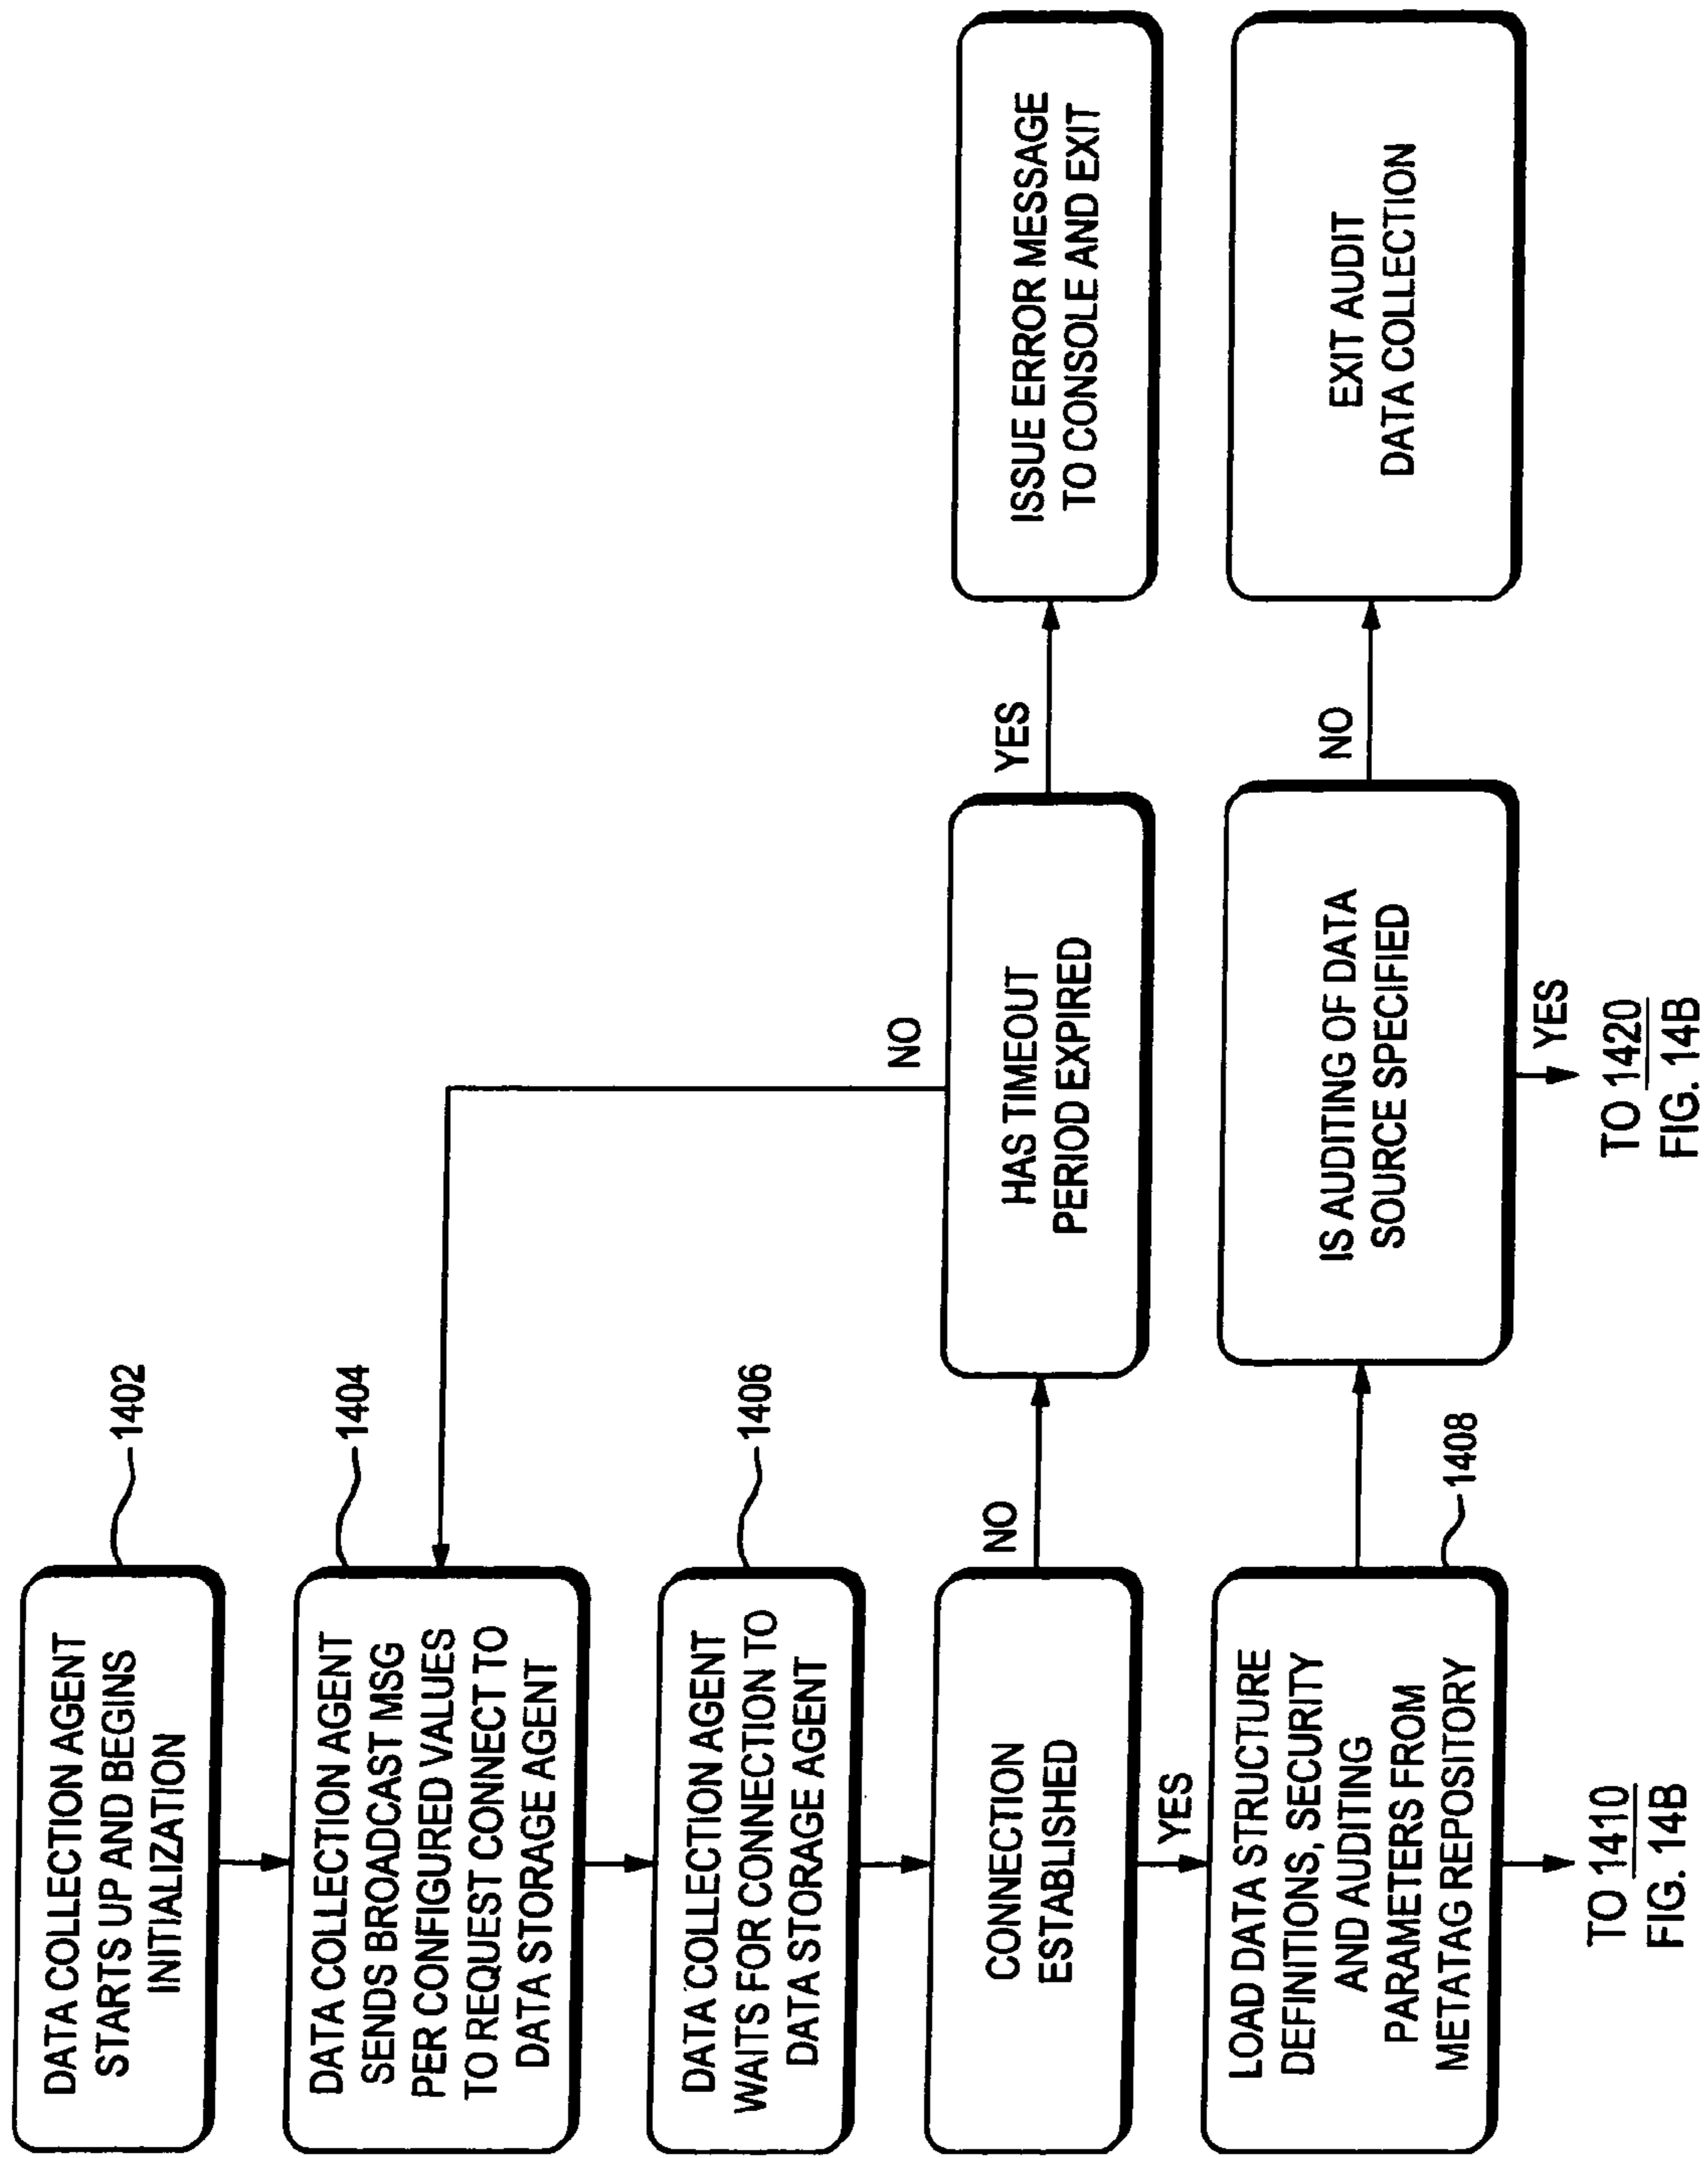 DATA COLLECTION AGENT
STARTS UP AND BEGINS
INITIALIZATION
1402
DATA COLLECTION AGENT
SENDS BROADCAST MSG
PER CONFIGURED VALUES
TO REQUEST CONNECT TO
DATA STORAGE AGENT
1404
DATA COLLECTION AGENT
WAITS FOR CONNECTION TO
DATA STORAGE AGENT
1406
CONNECTION
ESTABLISHED
NO
HAS TIMEOUT
PERIOD EXPIRED
NO
YES
ISSUE ERROR MESSAGE
TO CONSOLE AND EXIT
YES
LOAD DATA STRUCTURE
DEFINITIONS, SECURITY
AND AUDITING
PARAMETERS FROM
METATAG REPOSITORY
1408
IS AUDITING OF DATA
SOURCE SPECIFIED
NO
EXIT AUDIT
DATA COLLECTION
YES
TO 1410
FIG. 14B
TO 1420
FIG. 14B